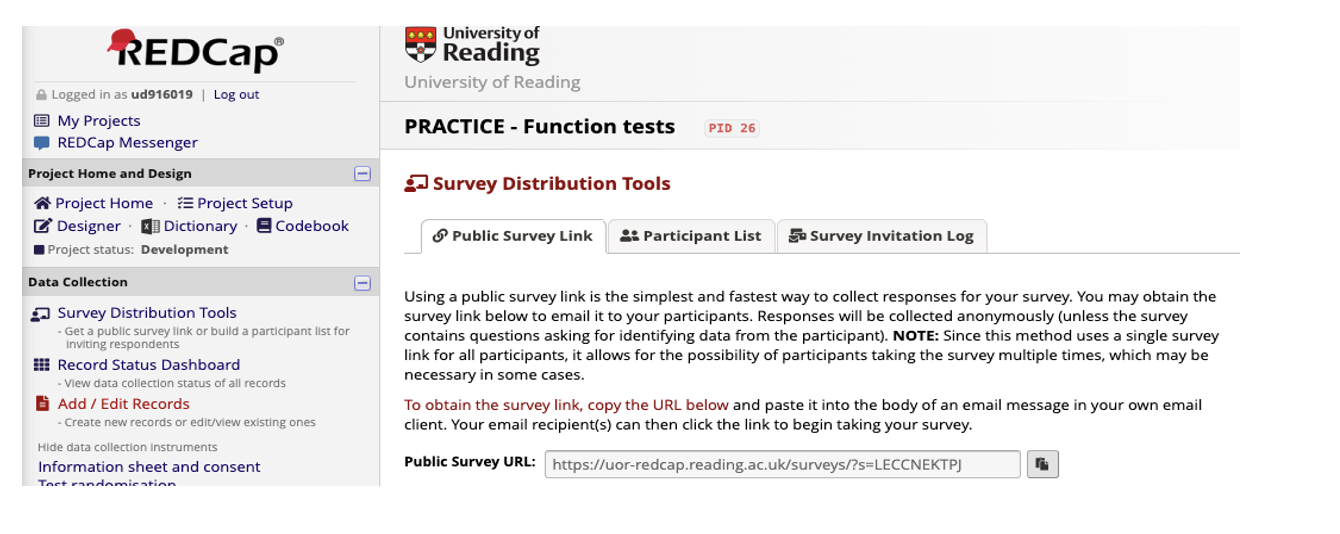 REDCap®
Logged in as ud916019 | Log out
My Projects
REDCap Messenger
Project Home and Design
Project Home · Project Setup
Designer · Dictionary · Codebook
Project status: Development
Data Collection
Survey Distribution Tools
- Get a public survey link or build a participant list for
inviting respondents
Record Status Dashboard
- View data collection status of all records
Add / Edit Records
- Create new records or edit/view existing ones
Hide data collection instruments
Information sheet and consent
Test randomisation
University of
Reading
University of Reading
PRACTICE - Function tests PID 26
Survey Distribution Tools
Public Survey Link Participant List Survey Invitation Log
Using a public survey link is the simplest and fastest way to collect responses for your survey. You may obtain the
survey link below to email it to your participants. Responses will be collected anonymously (unless the survey
contains questions asking for identifying data from the participant). NOTE: Since this method uses a single survey
link for all participants, it allows for the possibility of participants taking the survey multiple times, which may be
necessary in some cases.
To obtain the survey link, copy the URL below and paste it into the body of an email message in your own email
client. Your email recipient(s) can then click the link to begin taking your survey.
Public Survey URL: https://uor-redcap.reading.ac.uk/surveys/?s=LECCNEKTPJ